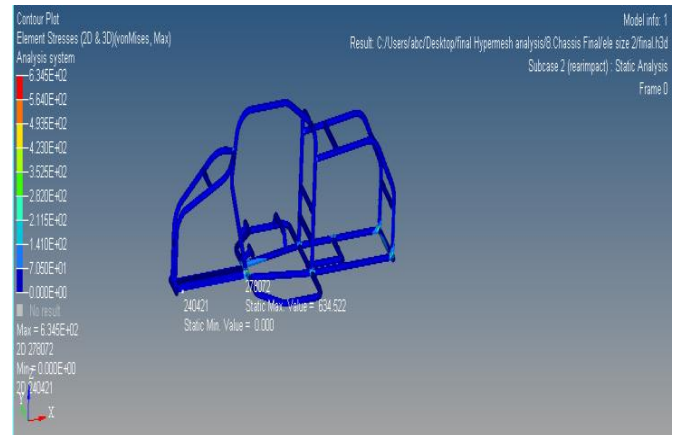 Contour Plot
Element Stresses (2D & 3D)(vonMises, Max)
Analysis system
6.345E+02
5.640E+02
4.935E+02
4.230E+02
3.525E+02
2.820E+02
2.115E+02
1.410E+02
7.050E+01
0.000E+00
No result
Max = 6.345E+02
2D 278072
Min = 0.000E+00
2D 240421
Z
Y
X
Model info: 1
Result: C:/Users/abc/Desktop/final Hypermesh analysis/8.Chassis Final/ele size 2/final.h3d
Subcase 2 (rearimpact) : Static Analysis
Frame 0
278072
Static Max. Value = 634.522
240421
Static Min. Value = 0.000